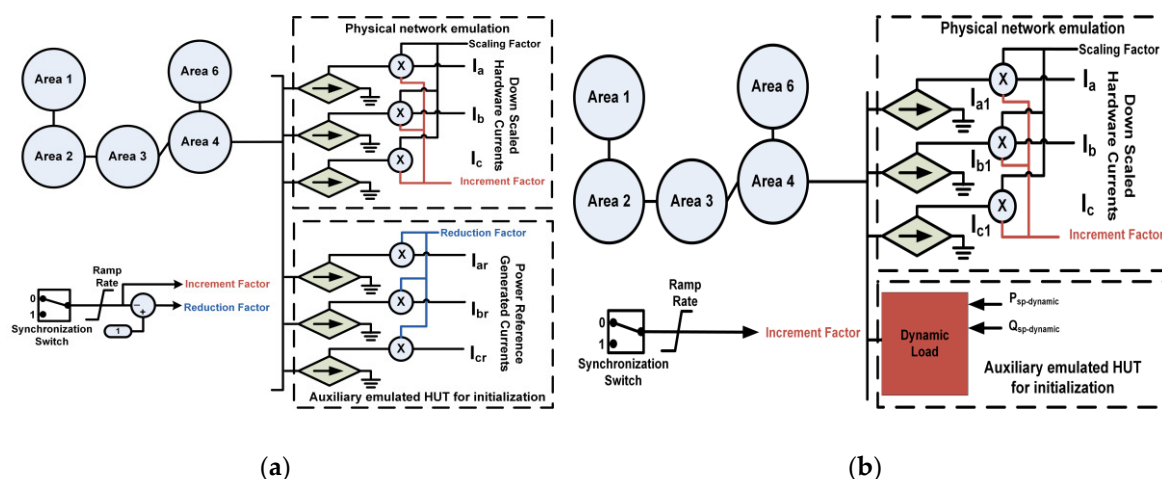 Physical network emulation
Scaling Factor
Area 1
Area 6
Area 2
Area 3
Area 4
X
X
X
Ia
Ib
Ic
Down Scaled
Hardware Currents
Increment Factor
Reduction Factor
X
X
X
Iar
Ibr
Icr
Power Reference
Generated Currents
Auxiliary emulated HUT for initialization
Ramp
Rate
0
1
Synchronization
Switch
Increment Factor
Reduction Factor
−
+
1
(a)
Physical network emulation
Scaling Factor
Area 1
Area 6
Area 2
Area 3
Area 4
X
X
X
Ia
Ia1
Ib
Ib1
Ic
Ic1
Down Scaled
Hardware Currents
Increment Factor
Ramp
Rate
0
1
Synchronization
Switch
Increment Factor
Dynamic
Load
Psp-dynamic
Qsp-dynamic
Auxiliary emulated HUT
for initialization
(b)